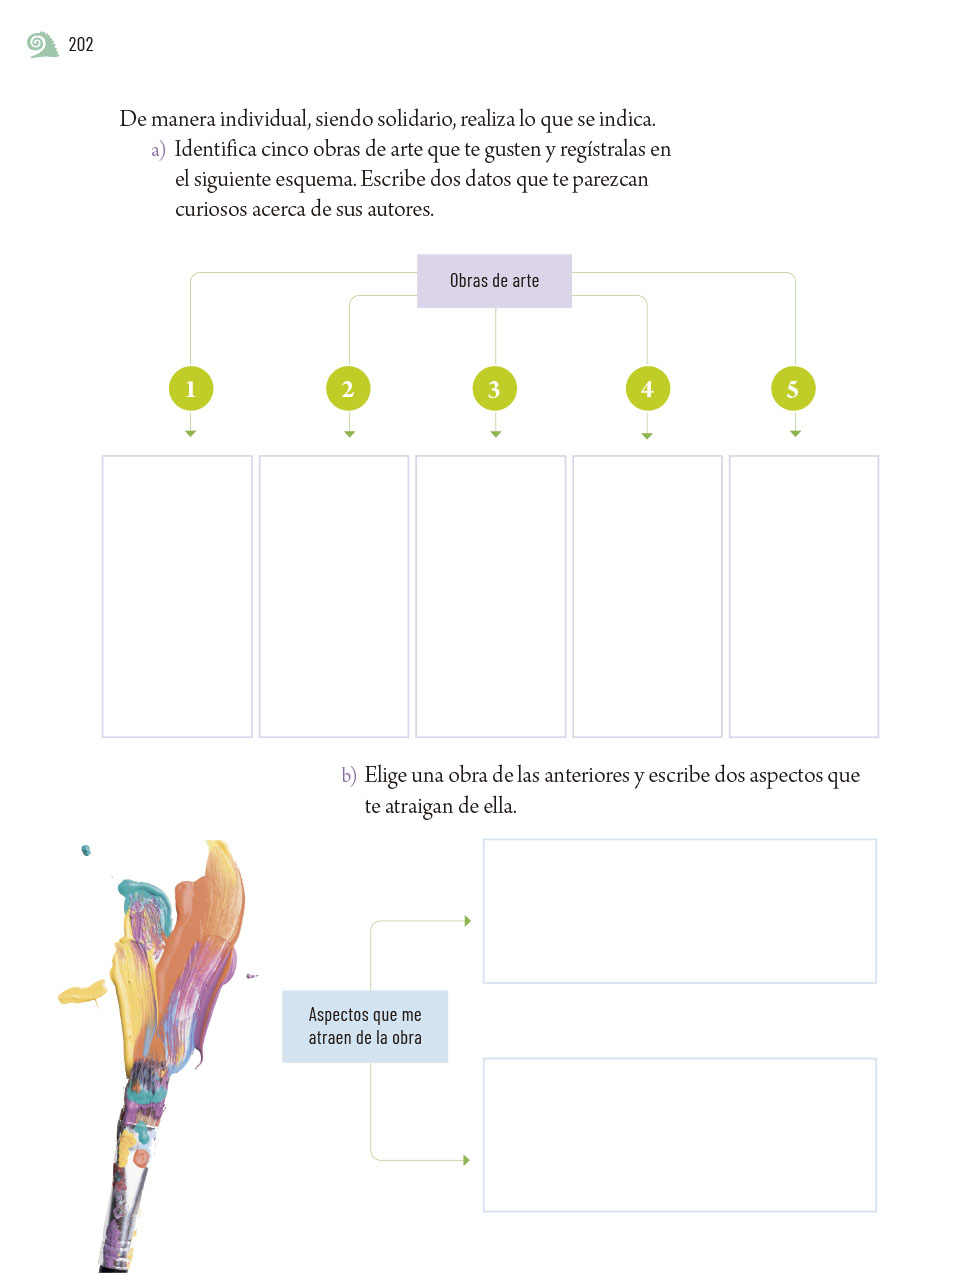 202
De manera individual, siendo solidario, realiza lo que se indica.
a) Identifica cinco obras de arte que te gusten y regístralas en
el siguiente esquema. Escribe dos datos que te parezcan
curiosos acerca de sus autores.
Obras de arte
1 2 3 4 5
b) Elige una obra de las anteriores y escribe dos aspectos que
te atraigan de ella.
Aspectos que me
atraen de la obra